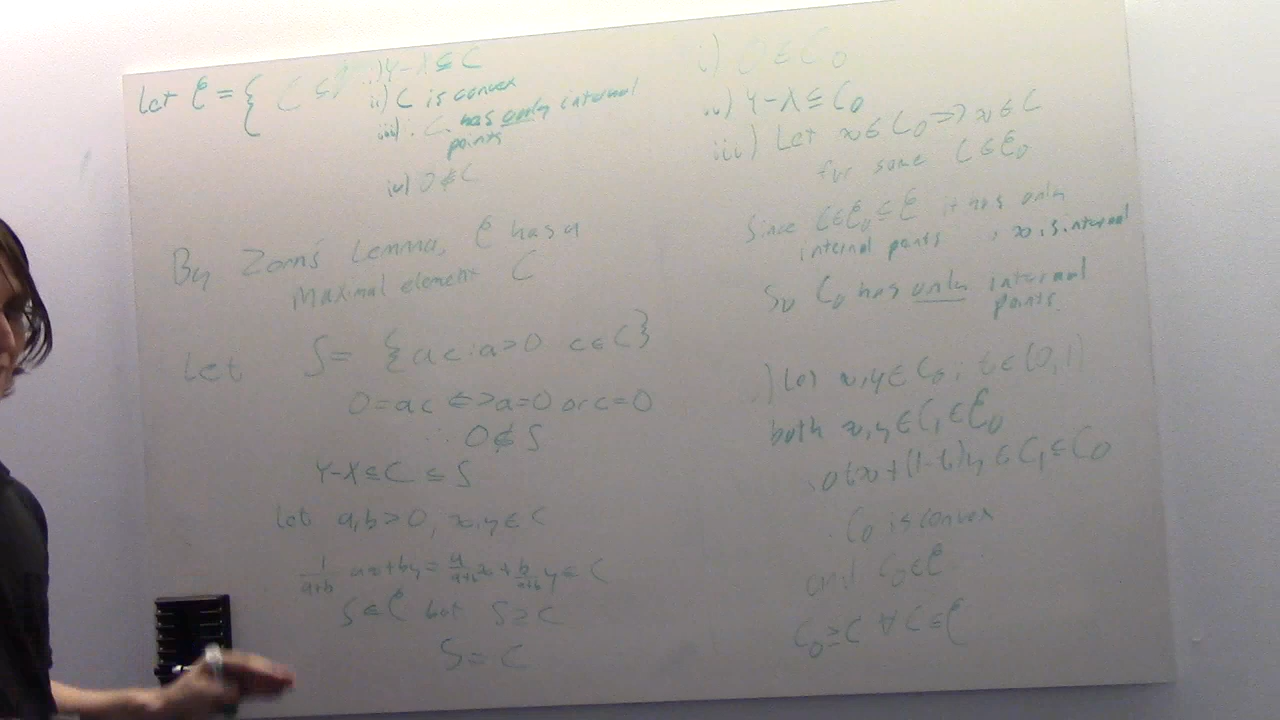 Let C = { C ⊆ i) Y-X ⊆ C
ii) C is convex
iii) C has only internal
points
iv) 0 ∉ C
By Zorn's Lemma, C has a
maximal element C
Let S = {ac : a>0 c∈C}
0=ac <=> a=0 or c=0
∴ 0∉S
Y-X ⊆ C ⊆ S
Let a,b>0, x,y ∈ C
1/(a+b) ax+by = a/(a+b) x + b/(a+b) y ∈ C
S ∈ C but S ⊇ C
S = C
i) 0 ∉ C₀
ii) Y-X ⊆ C₀
iii) Let x ∈ C₀ => x ∈ C
for some C ∈ C₀
Since C∈C₀⊆C it has only
internal points , x is internal
So C₀ has only internal
points.
) Let x,y ∈ C₀, t ∈ (0,1)
both x,y ∈ C₁ ∈ C₀
tx+(1-t)y ∈ C₁ ⊆ C₀
C₀ is convex
and C₀ ∈ C
C₀ ⊇ C ∀ C ∈ C